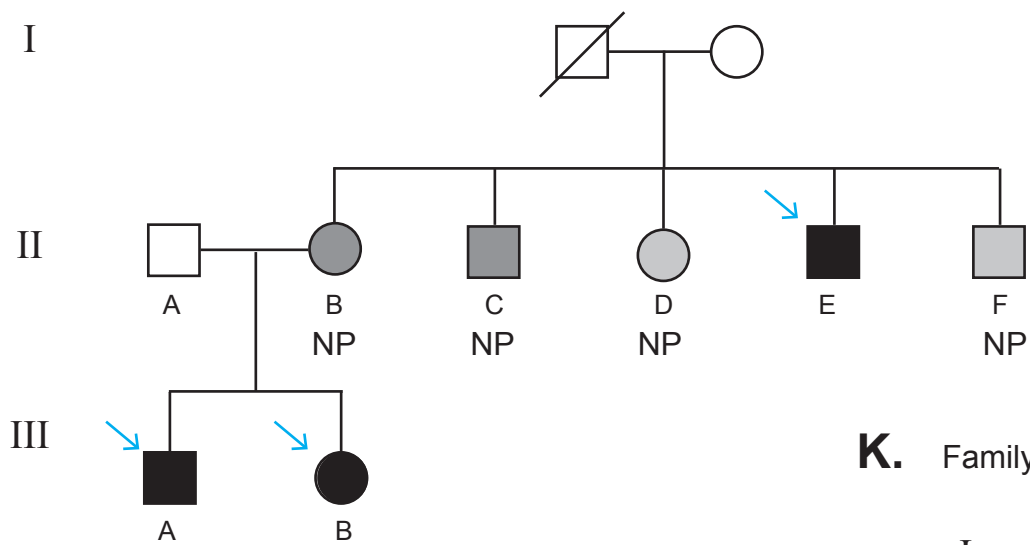 I
II
A B C D E F
NP NP NP NP
III
A B
K. Family
I